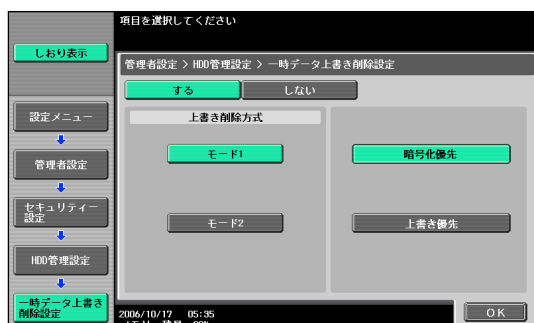 項目を選択してください
しおり表示
管理者設定 > HDD管理設定 > 一時データ上書き削除設定
する
しない
設定メニュー
管理者設定
セキュリティー
設定
HDD管理設定
一時データ上書き
削除設定
上書き削除方式
モード1
モード2
暗号化優先
上書き優先
2006/10/17 05:35
OK